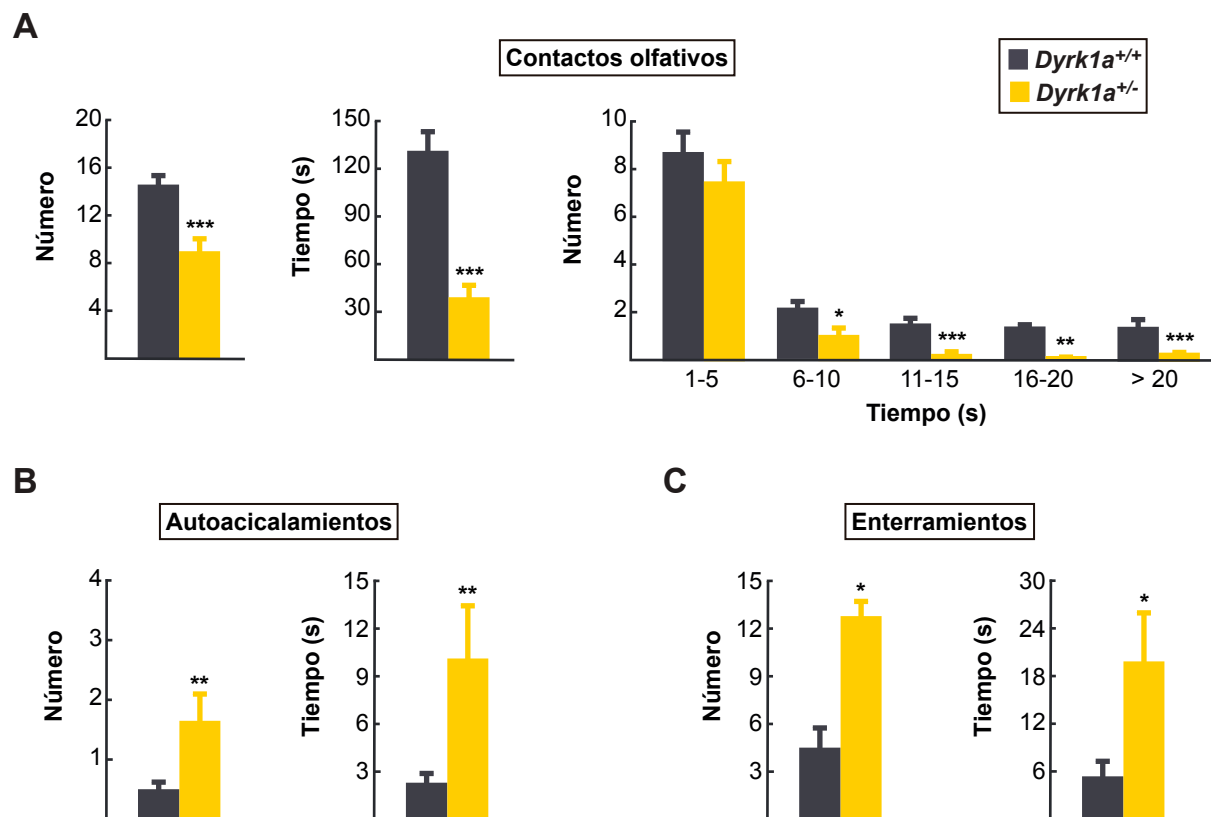 A
Contactos olfativos
Dyrk1a+/+
Dyrk1a+/-
Número
20
16
12
8
4
***
Tiempo (s)
150
120
90
60
30
***
Número
10
8
6
4
2
*
***
**
***
1-5 6-10 11-15 16-20 > 20
Tiempo (s)
B
Autoacicalamientos
Número
4
3
2
1
**
Tiempo (s)
15
12
9
6
3
**
C
Enterramientos
Número
15
12
9
6
3
*
Tiempo (s)
30
24
18
12
6
*